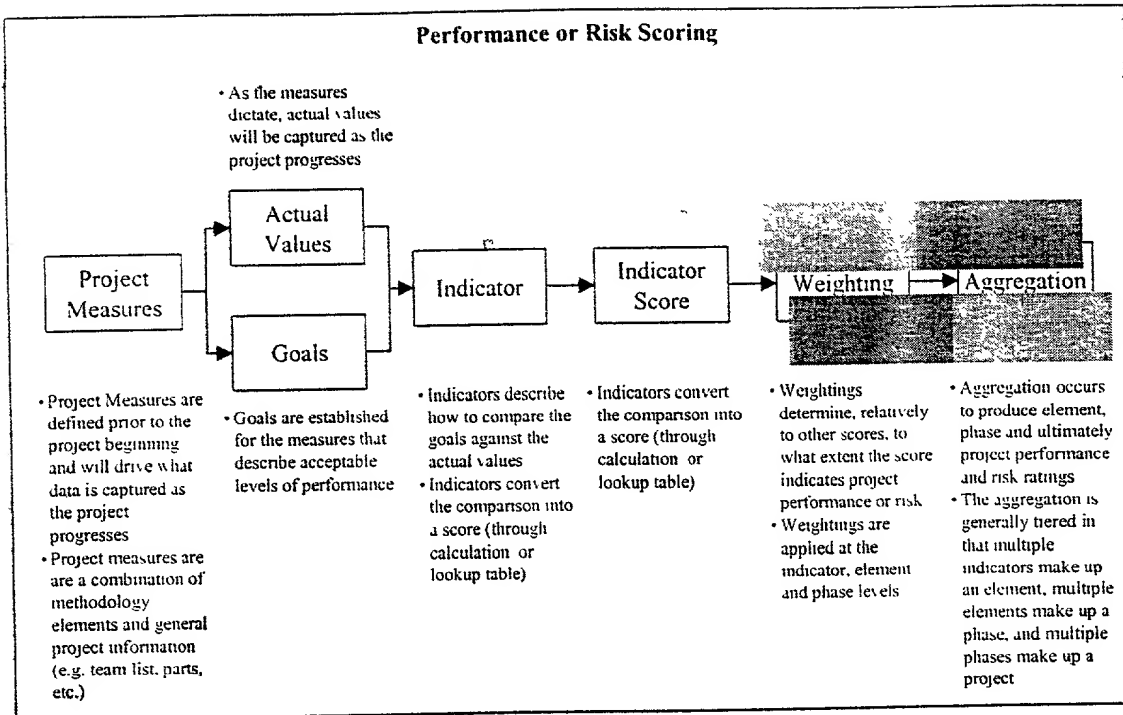 Performance or Risk Scoring
• As the measures
dictate, actual values
will be captured as the
project progresses
Actual
Values
Project
Measures
Goals
Indicator
Indicator
Score
Weighting
Aggregation
• Project Measures are
defined prior to the
project beginning
and will drive what
data is captured as
the project
progresses
• Project measures are
are a combination of
methodology
elements and general
project information
(e.g. team list, parts,
etc.)
• Goals are established
for the measures that
describe acceptable
levels of performance
• Indicators describe
how to compare the
goals against the
actual values
• Indicators convert
the comparison into
a score (through
calculation or
lookup table)
• Indicators convert
the comparison into
a score (through
calculation or
lookup table)
• Weightings
determine, relatively
to other scores, to
what extent the score
indicates project
performance or risk
• Weightings are
applied at the
indicator, element
and phase levels
• Aggregation occurs
to produce element,
phase and ultimately
project performance
and risk ratings
• The aggregation is
generally tiered in
that multiple
indicators make up
an element, multiple
elements make up a
phase, and multiple
phases make up a
project